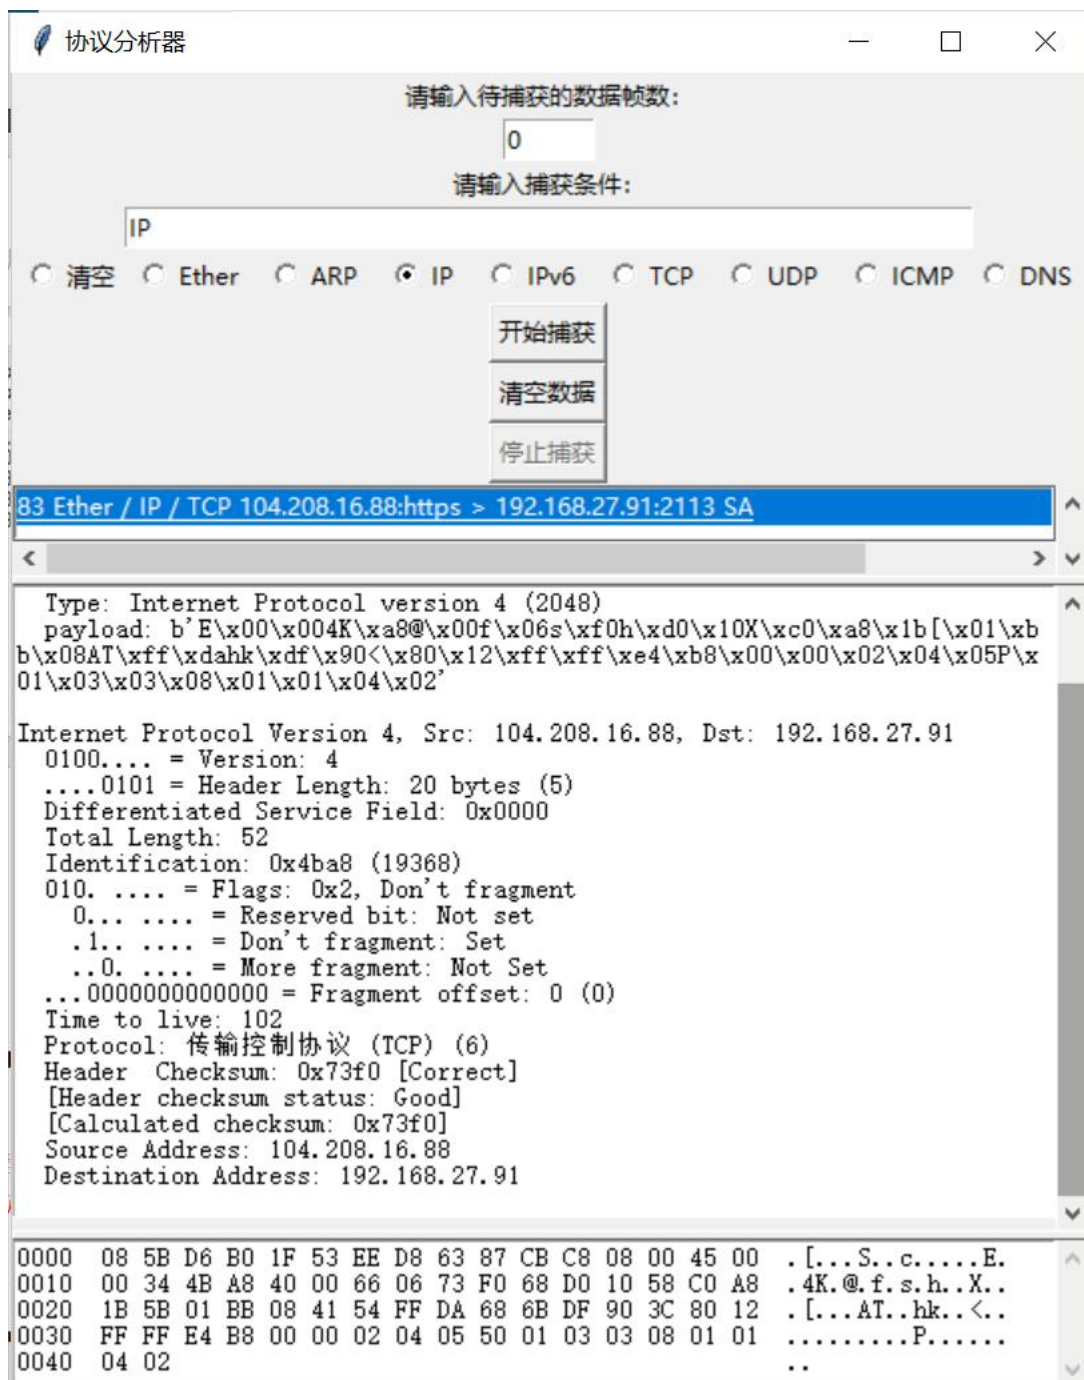 协议分析器
请输入待捕获的数据帧数:
0
请输入捕获条件:
IP
清空 Ether ARP IP IPv6 TCP UDP ICMP DNS
开始捕获
清空数据
停止捕获
83 Ether / IP / TCP 104.208.16.88:https > 192.168.27.91:2113 SA
Type: Internet Protocol version 4 (2048)
payload: b'E\x00\x004K\xa8@\x00f\x06s\xf0h\xd0\x10X\xc0\xa8\x1b[\x01\xb
b\x08AT\xff\xdahk\xdf\x90<\x80\x12\xff\xff\xe4\xb8\x00\x00\x02\x04\x05P\x
01\x03\x03\x08\x01\x01\x04\x02'
Internet Protocol Version 4, Src: 104.208.16.88, Dst: 192.168.27.91
0100.... = Version: 4
....0101 = Header Length: 20 bytes (5)
Differentiated Service Field: 0x0000
Total Length: 52
Identification: 0x4ba8 (19368)
010. .... = Flags: 0x2, Don't fragment
0... .... = Reserved bit: Not set
.1.. .... = Don't fragment: Set
..0. .... = More fragment: Not Set
...0000000000000 = Fragment offset: 0 (0)
Time to live: 102
Protocol: 传输控制协议 (TCP) (6)
Header  Checksum: 0x73f0 [Correct]
[Header checksum status: Good]
[Calculated checksum: 0x73f0]
Source Address: 104.208.16.88
Destination Address: 192.168.27.91
0000  08 5B D6 B0 1F 53 EE D8 63 87 CB C8 08 00 45 00  .[...S..c.....E.
0010  00 34 4B A8 40 00 66 06 73 F0 68 D0 10 58 C0 A8  .4K.@.f.s.h..X..
0020  1B 5B 01 BB 08 41 54 FF DA 68 6B DF 90 3C 80 12  .[...AT..hk..<..
0030  FF FF E4 B8 00 00 02 04 05 50 01 03 03 08 01 01  .........P......
0040  04 02  ..